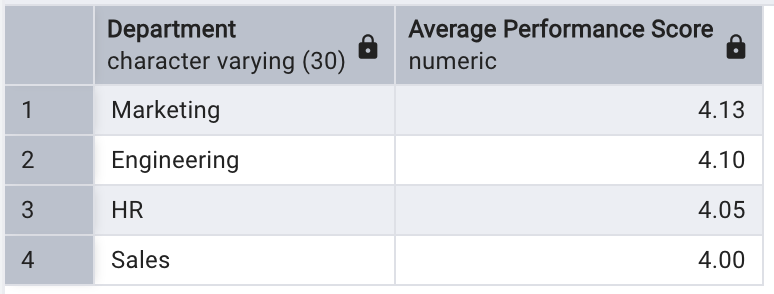 Department Average Performance Score
character varying (30) numeric
1 Marketing 4.13
2 Engineering 4.10
3 HR 4.05
4 Sales 4.00